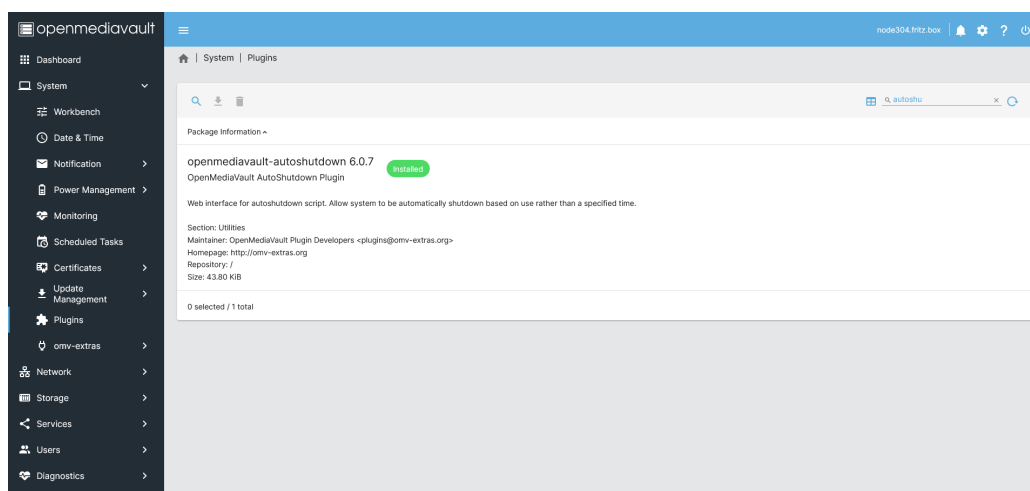 openmediavault
node304.fritz.box
?
Dashboard
System | Plugins
System
Workbench
Date & Time
Notification
Power Management
Monitoring
Scheduled Tasks
Certificates
Update
Management
Plugins
omv-extras
Network
Storage
Services
Users
Diagnostics
autoshu
Package Information
openmediavault-autoshutdown 6.0.7
Installed
OpenMediaVault AutoShutdown Plugin
Web interface for autoshutdown script. Allow system to be automatically shutdown based on use rather than a specified time.
Section: Utilities
Maintainer: OpenMediaVault Plugin Developers <plugins@omv-extras.org>
Homepage: http://omv-extras.org
Repository: /
Size: 43.80 KiB
0 selected / 1 total